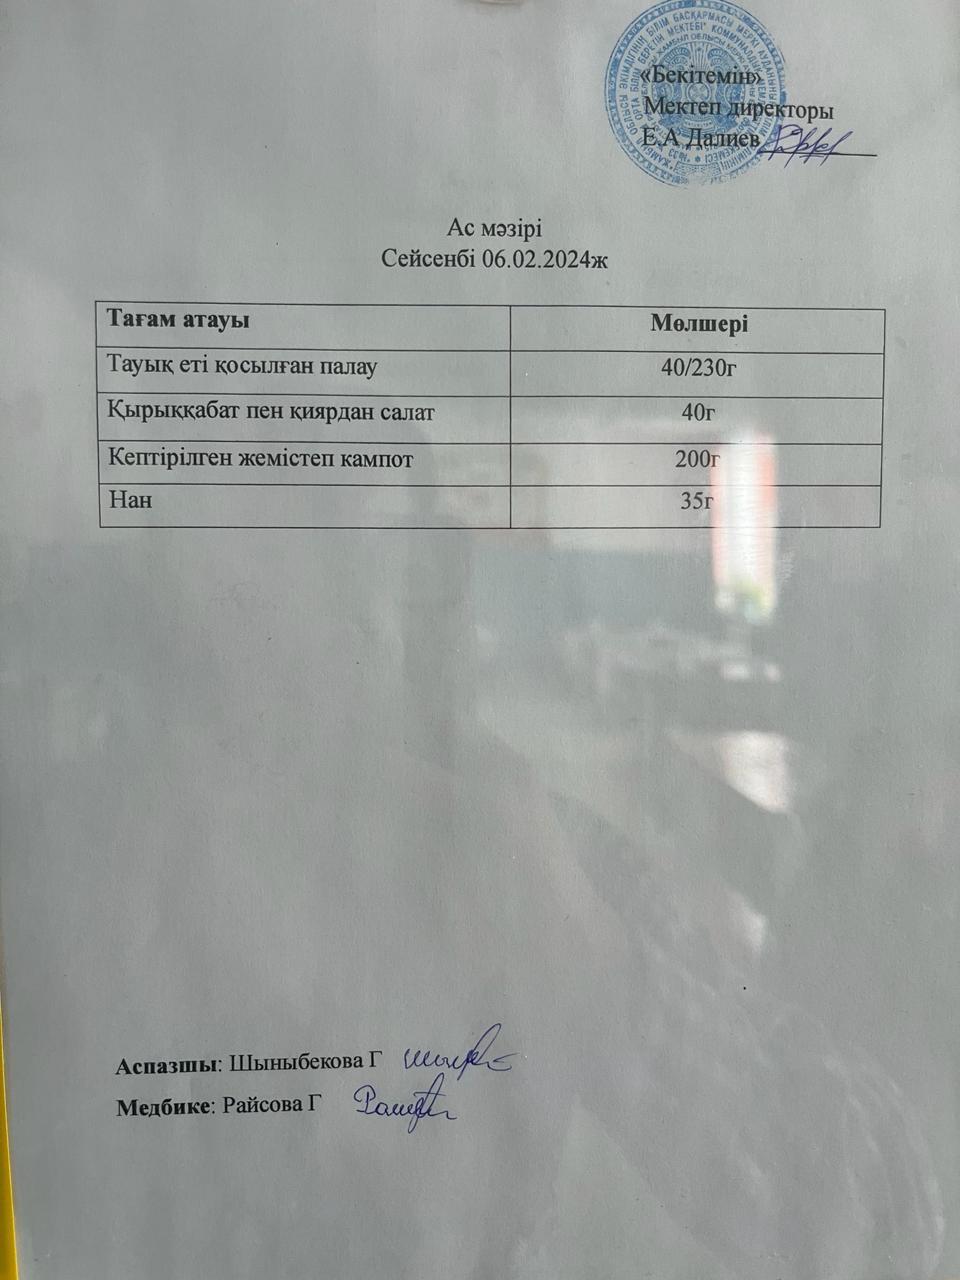 «Бекітемін»
Мектеп директоры
Е.А Далиев
Ас мәзірі
Сейсенбі 06.02.2024ж
Тағам атауы Мөлшері
Тауық еті қосылған палау 40/230г
Қырыққабат пен қиярдан салат 40г
Кептірілген жемістеп кампот 200г
Нан 35г
Аспазшы: Шыныбекова Г
Медбике: Райсова Г